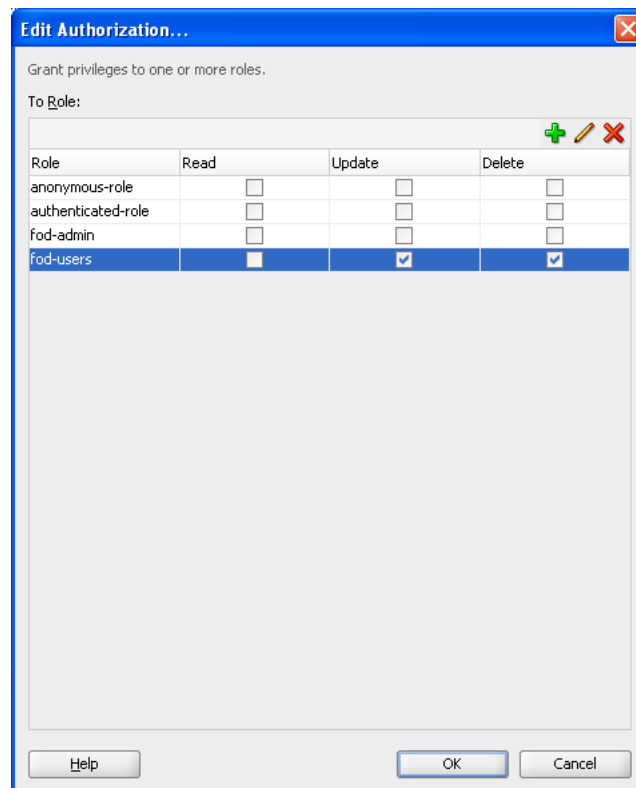 Edit Authorization...
Grant privileges to one or more roles.
To Role:
Role Read Update Delete
anonymous-role
authenticated-role
fod-admin
fod-users
Help OK Cancel